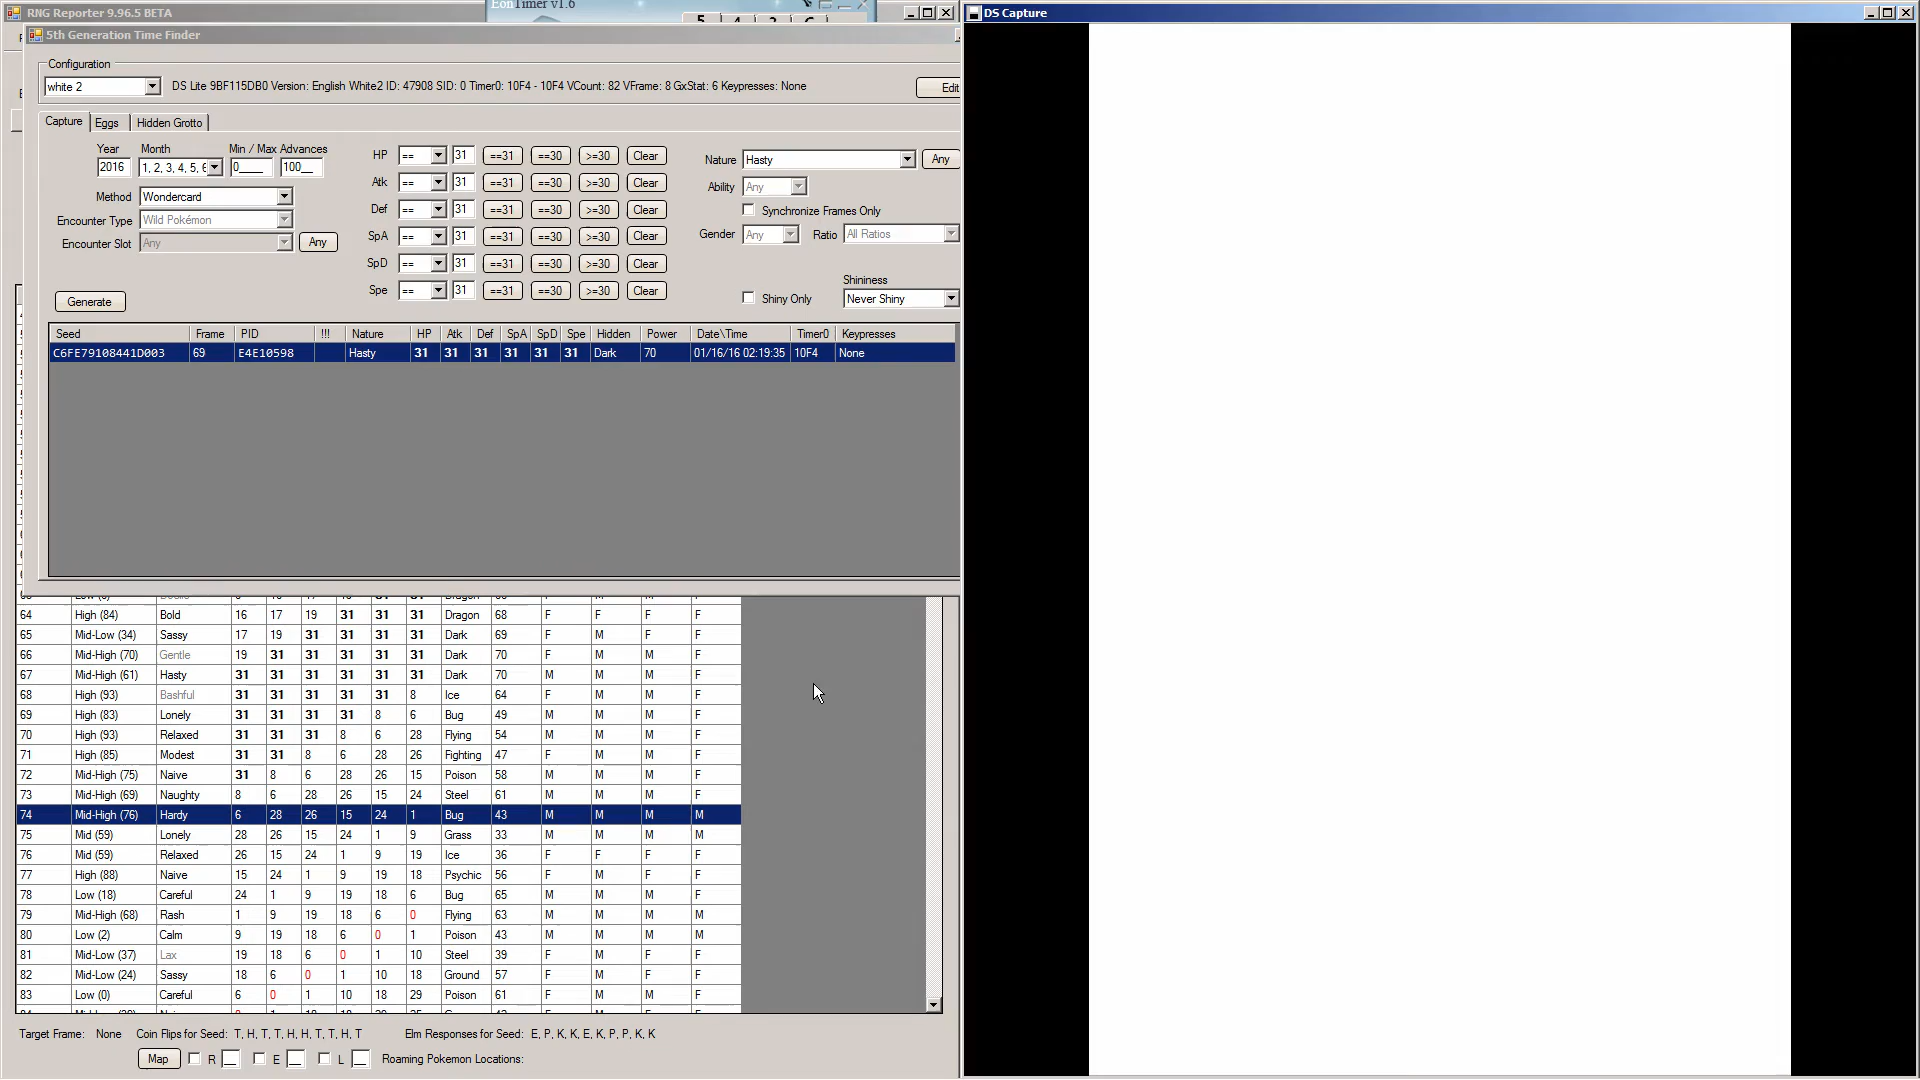 RNG Reporter 9.96.5 BETA
EonTimer v1.6
DS Capture
5th Generation Time Finder
Configuration
white 2
DS Lite 9BF115DB0 Version: English White2 ID: 47908 SID: 0 Timer0: 10F4 - 10F4 VCount: 82 VFrame: 8 GxStat: 6 Keypresses: None
Edit
Capture Eggs Hidden Grotto
Year Month Min / Max Advances
2016 1, 2, 3, 4, 5, 6 0____ 100__
Method Wondercard
Encounter Type Wild Pokémon
Encounter Slot Any Any
Generate
HP == 31 ==31 ==30 >=30 Clear
Atk == 31 ==31 ==30 >=30 Clear
Def == 31 ==31 ==30 >=30 Clear
SpA == 31 ==31 ==30 >=30 Clear
SpD == 31 ==31 ==30 >=30 Clear
Spe == 31 ==31 ==30 >=30 Clear
Nature Hasty Any
Ability Any
Synchronize Frames Only
Gender Any Ratio All Ratios
Shininess
Shiny Only Never Shiny
Seed Frame PID !!! Nature HP Atk Def SpA SpD Spe Hidden Power Date\Time Timer0 Keypresses
C6FE79108441D003 69 E4E10598 Hasty 31 31 31 31 31 31 Dark 70 01/16/16 02:19:35 10F4 None
64 High (84) Bold 16 17 19 31 31 31 Dragon 68 F F M F
65 Mid-Low (34) Sassy 17 19 31 31 31 31 Dark 69 F M F F
66 Mid-High (70) Gentle 19 31 31 31 31 31 Dark 70 F M M F
67 Mid-High (61) Hasty 31 31 31 31 31 31 Dark 70 M M M F
68 High (93) Bashful 31 31 31 31 31 8 Ice 64 F M M F
69 High (83) Lonely 31 31 31 31 8 6 Bug 49 M M M F
70 High (93) Relaxed 31 31 31 8 6 28 Flying 54 M M M F
71 High (85) Modest 31 31 8 6 28 26 Fighting 47 F M M F
72 Mid-High (75) Naive 31 8 6 28 26 15 Poison 58 M M M F
73 Mid-High (69) Naughty 8 6 28 26 15 24 Steel 61 M M M F
74 Mid-High (76) Hardy 6 28 26 15 24 1 Bug 43 M M M M
75 Mid (59) Lonely 28 26 15 24 1 9 Grass 33 M M M M
76 Mid (59) Relaxed 26 15 24 1 9 19 Ice 36 F F F F
77 High (88) Naive 15 24 1 9 19 18 Psychic 56 F M M F
78 Low (18) Careful 24 1 9 19 18 6 Bug 65 M M M F
79 Mid-High (68) Rash 1 9 19 18 6 0 Flying 63 M M M M
80 Low (2) Calm 9 19 18 6 0 1 Poison 43 M M M M
81 Mid-Low (37) Lax 19 18 6 0 1 10 Steel 39 F M F F
82 Mid-Low (24) Sassy 18 6 0 1 10 18 Ground 57 F M F F
83 Low (0) Careful 6 0 1 10 18 29 Poison 61 F M M F
Target Frame: None Coin Flips for Seed: T, H, T, T, H, H, T, T, H, T Elm Responses for Seed: E, P, K, K, E, K, P, P, K, K
Map R __ E __ L __ Roaming Pokemon Locations: